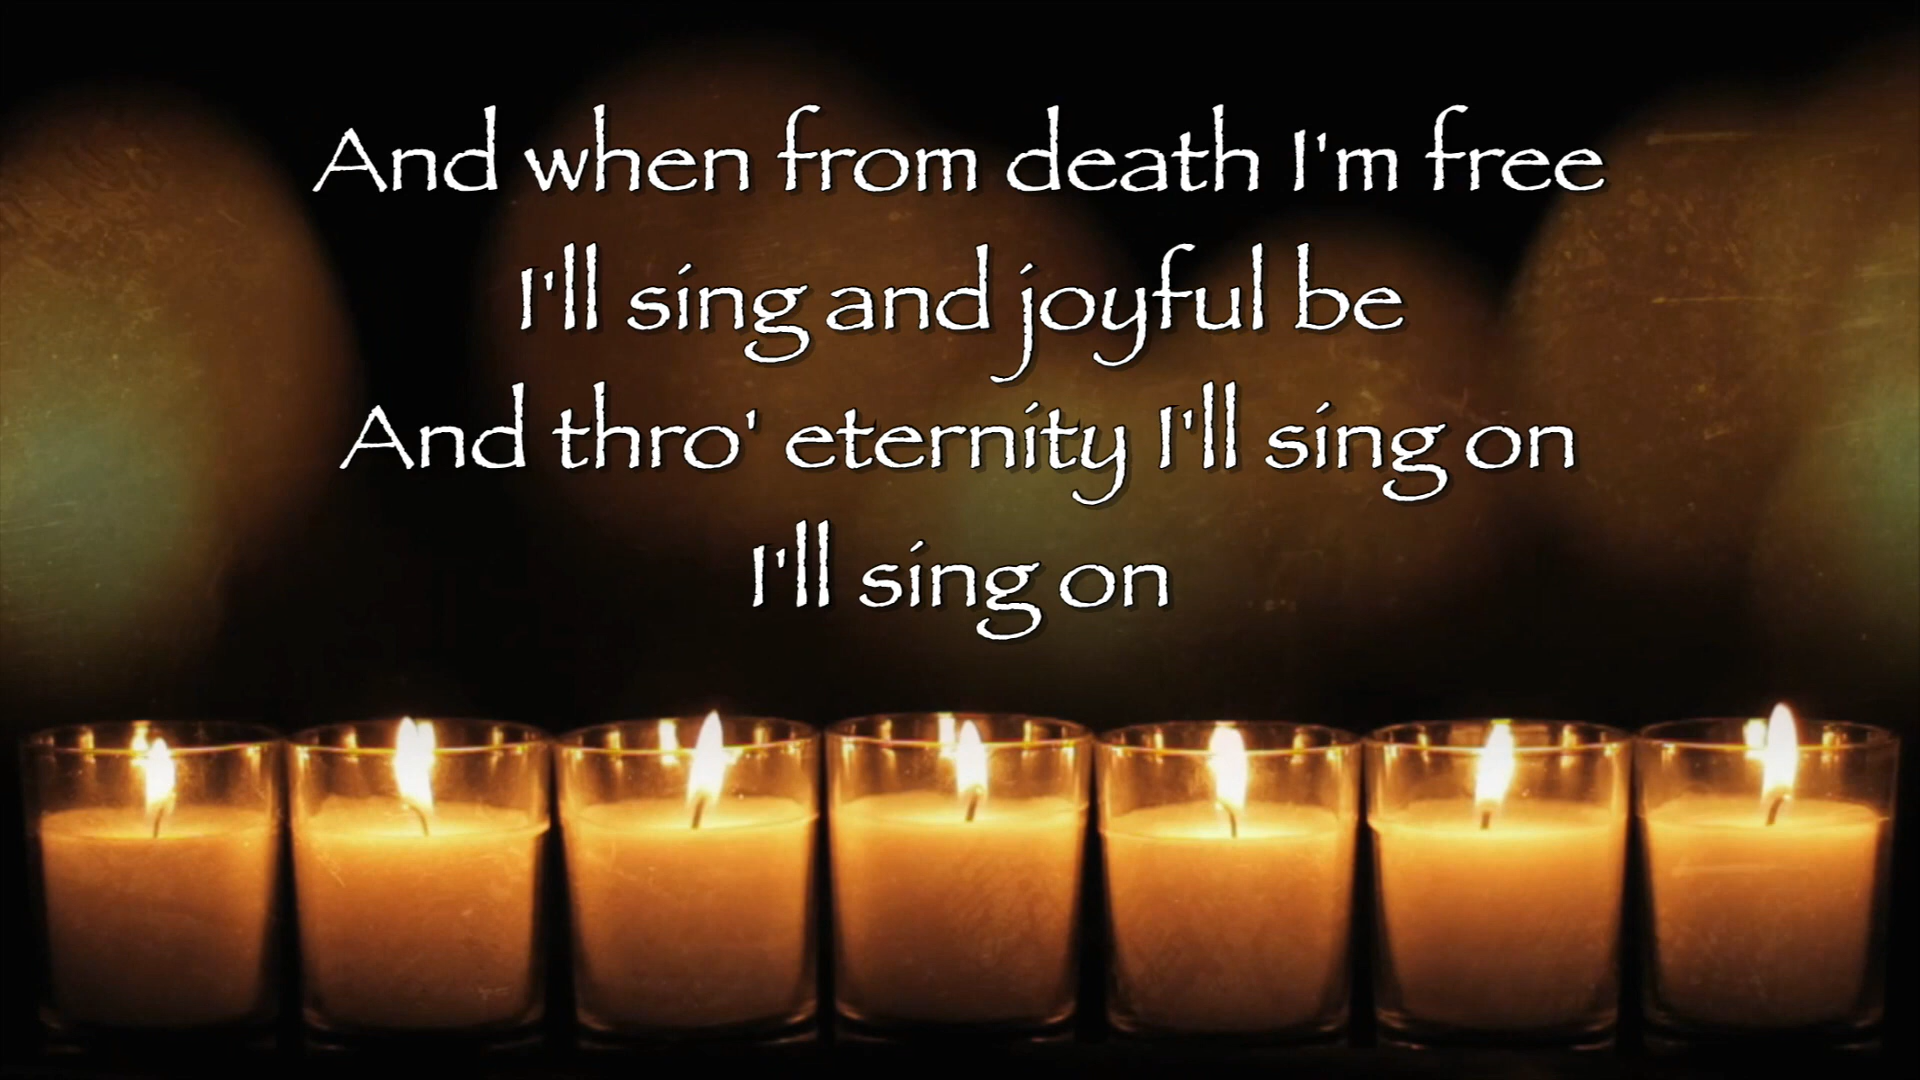 And when from death I'm free
I'll sing and joyful be
And thro' eternity I'll sing on
I'll sing on